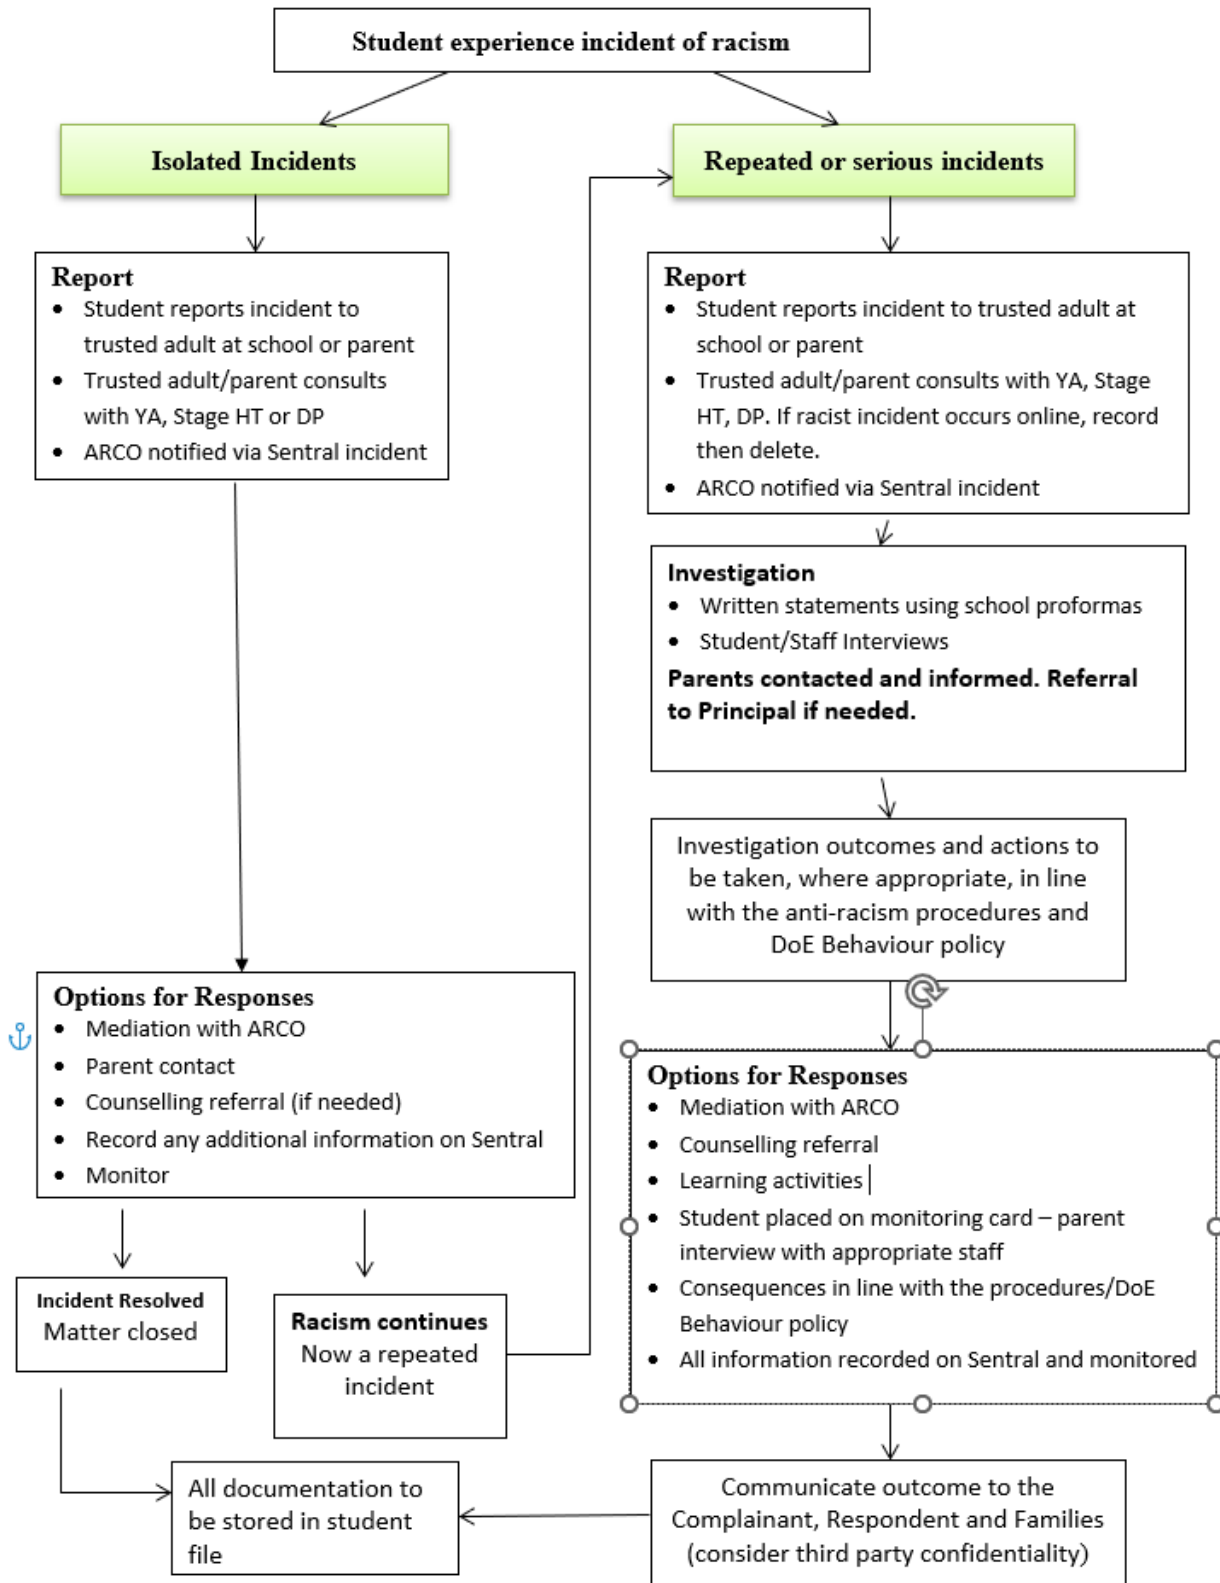 Student experience incident of racism
Isolated Incidents
Report
• Student reports incident to
trusted adult at school or parent
• Trusted adult/parent consults
with YA, Stage HT or DP
• ARCO notified via Sentral incident
Options for Responses
• Mediation with ARCO
• Parent contact
• Counselling referral (if needed)
• Record any additional information on Sentral
• Monitor
Incident Resolved
Matter closed
Racism continues
Now a repeated
incident
Repeated or serious incidents
Report
• Student reports incident to trusted adult at
school or parent
• Trusted adult/parent consults with YA, Stage
HT, DP. If racist incident occurs online, record
then delete.
• ARCO notified via Sentral incident
Investigation
• Written statements using school proformas
• Student/Staff Interviews
Parents contacted and informed. Referral
to Principal if needed.
Investigation outcomes and actions to
be taken, where appropriate, in line
with the anti-racism procedures and
DoE Behaviour policy
Options for Responses
• Mediation with ARCO
• Counselling referral
• Learning activities
• Student placed on monitoring card – parent
interview with appropriate staff
• Consequences in line with the procedures/DoE
Behaviour policy
• All information recorded on Sentral and monitored
Communicate outcome to the
Complainant, Respondent and Families
(consider third party confidentiality)
All documentation to
be stored in student
file